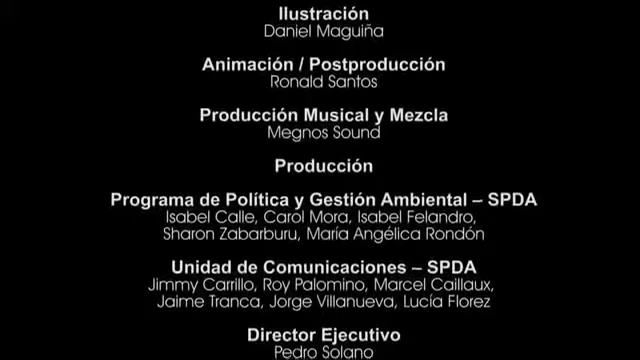 Ilustración
Daniel Maguiña
Animación / Postproducción
Ronald Santos
Producción Musical y Mezcla
Megnos Sound
Producción
Programa de Política y Gestión Ambiental – SPDA
Isabel Calle, Carol Mora, Isabel Felandro,
Sharon Zabarburu, María Angélica Rondón
Unidad de Comunicaciones – SPDA
Jimmy Carrillo, Roy Palomino, Marcel Caillaux,
Jaime Tranca, Jorge Villanueva, Lucía Florez
Director Ejecutivo
Pedro Solano